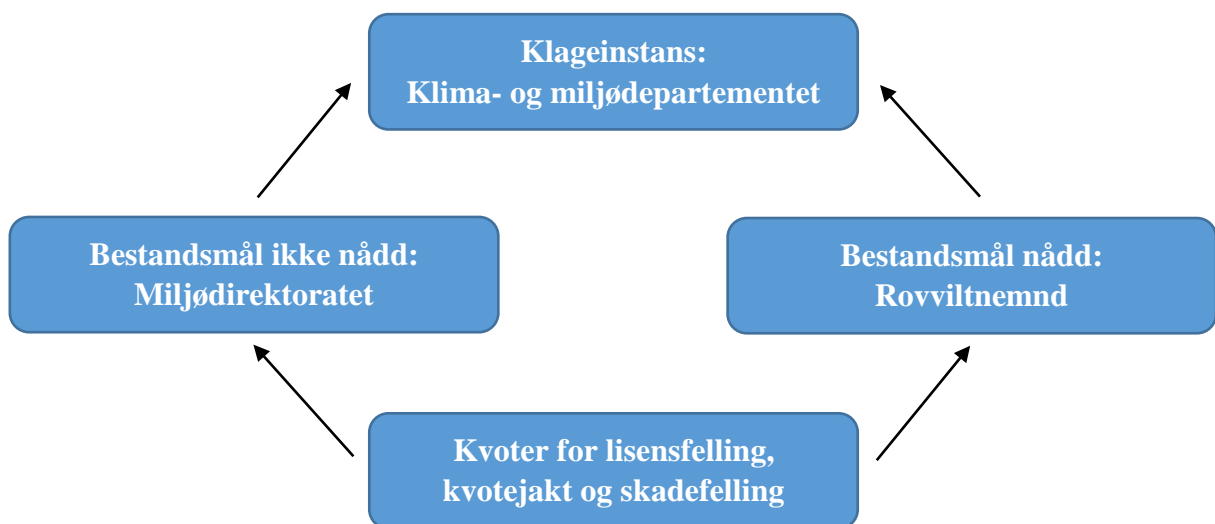 Klageinstans:
Klima- og miljødepartementet
Bestandsmål ikke nådd:
Miljødirektoratet
Bestandsmål nådd:
Rovviltnemnd
Kvoter for lisensfelling,
kvotejakt og skadefelling